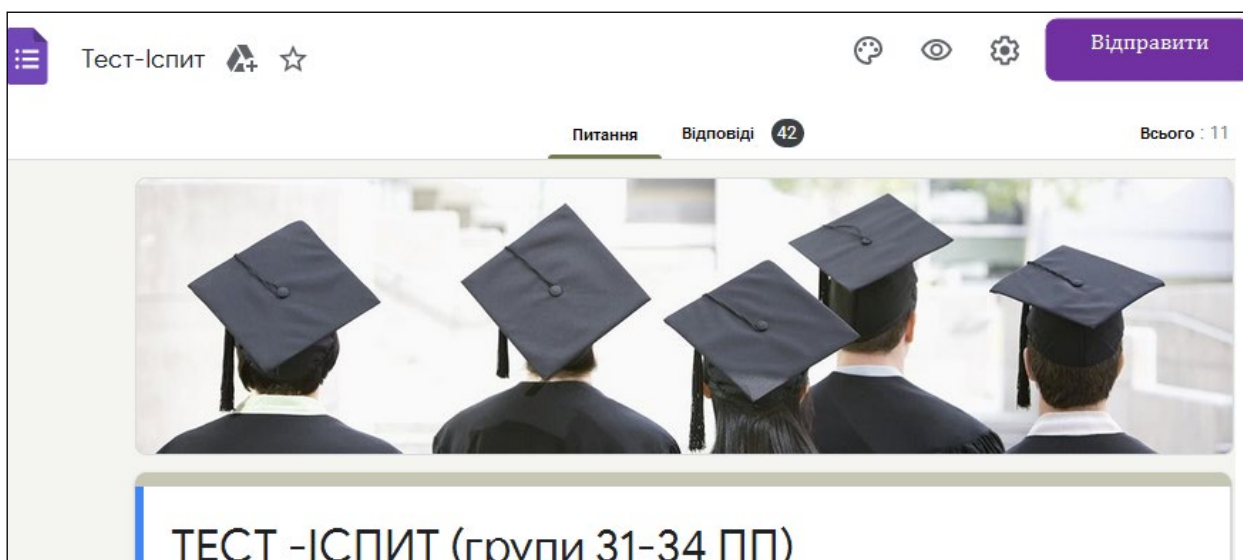 Тест-Іспит
Відправити
Питання Відповіді 42 Всього : 11
ТЕСТ -ІСПИТ (групи 31-34 ПП)